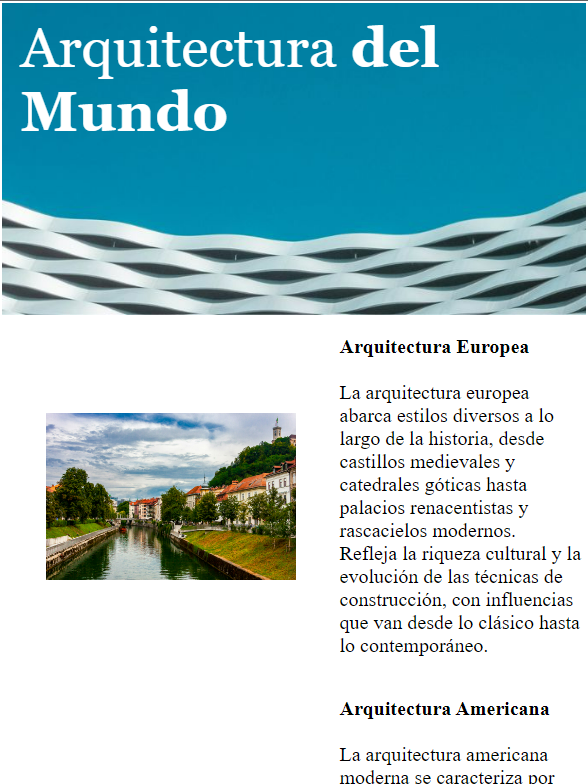 Arquitectura del
Mundo
Arquitectura Europea
La arquitectura europea
abarca estilos diversos a lo
largo de la historia, desde
castillos medievales y
catedrales góticas hasta
palacios renacentistas y
rascacielos modernos.
Refleja la riqueza cultural y la
evolución de las técnicas de
construcción, con influencias
que van desde lo clásico hasta
lo contemporáneo.
Arquitectura Americana
La arquitectura americana
moderna se caracteriza por